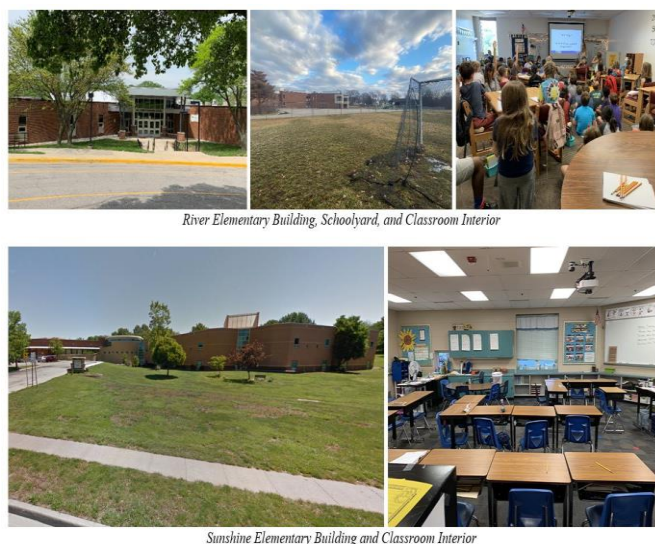 River Elementary Building, Schoolyard, and Classroom Interior
Sunshine Elementary Building and Classroom Interior